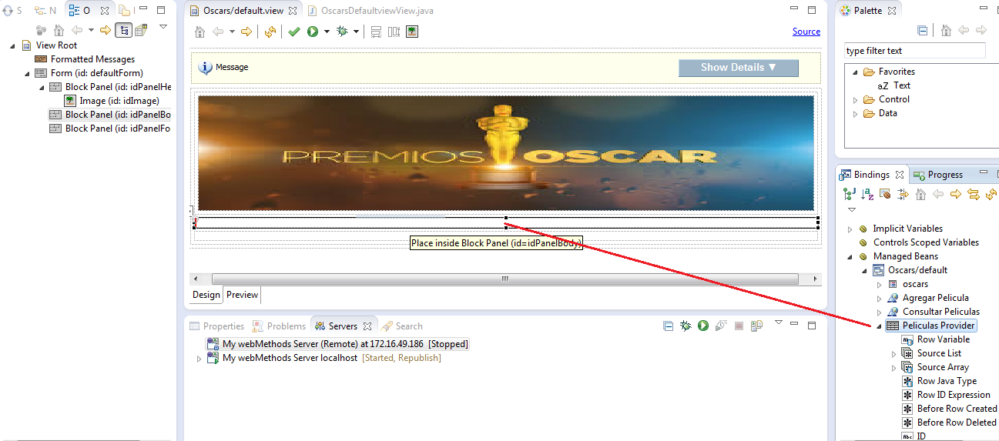 S
N
O
I
View Root
Formatted Messages
Form (id: defaultForm)
Block Panel (id: idPanelHe
Image (id: idImage)
Block Panel (id: idPanelBo
Block Panel (id: idPanelFo
Oscars/default.view
OscarsDefaultviewView.java
Source
Message
Show Details ▼
PREMIOS OSCAR
Place inside Block Panel (id=idPanelBody)
Design
Preview
Properties
Problems
Servers
Search
My webMethods Server (Remote) at 172.16.49.186 [Stopped]
My webMethods Server localhost [Started, Republish]
Palette
type filter text
Favorites
aZ Text
Control
Data
Bindings
Progress
Implicit Variables
Controls Scoped Variables
Managed Beans
Oscars/default
oscars
Agregar Pelicula
Consultar Peliculas
Peliculas Provider
Row Variable
Source List
Source Array
Row Java Type
Row ID Expression
Before Row Created
Before Row Deleted
ID